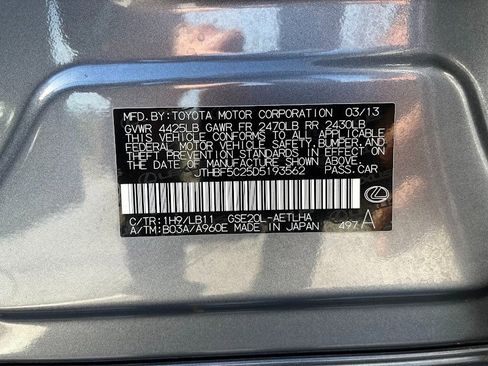 MFD.BY:TOYOTA MOTOR CORPORATION 03/13
GVWR 4425LB GAWR FR 2470LB RR 2430LB
THIS VEHICLE CONFORMS TO ALL APPLICABLE
FEDERAL MOTOR VEHICLE SAFETY,BUMPER,AND
THEFT PREVENTION STANDARDS IN EFFECT ON
THE DATE OF MANUFACTURE SHOWN ABOVE.
JTHBF5C25D5193562 PASS.CAR
C/TR:1H9/LB11 GSE20L-AETLHA
A/TM:B03A/A960E MADE IN JAPAN 497 A